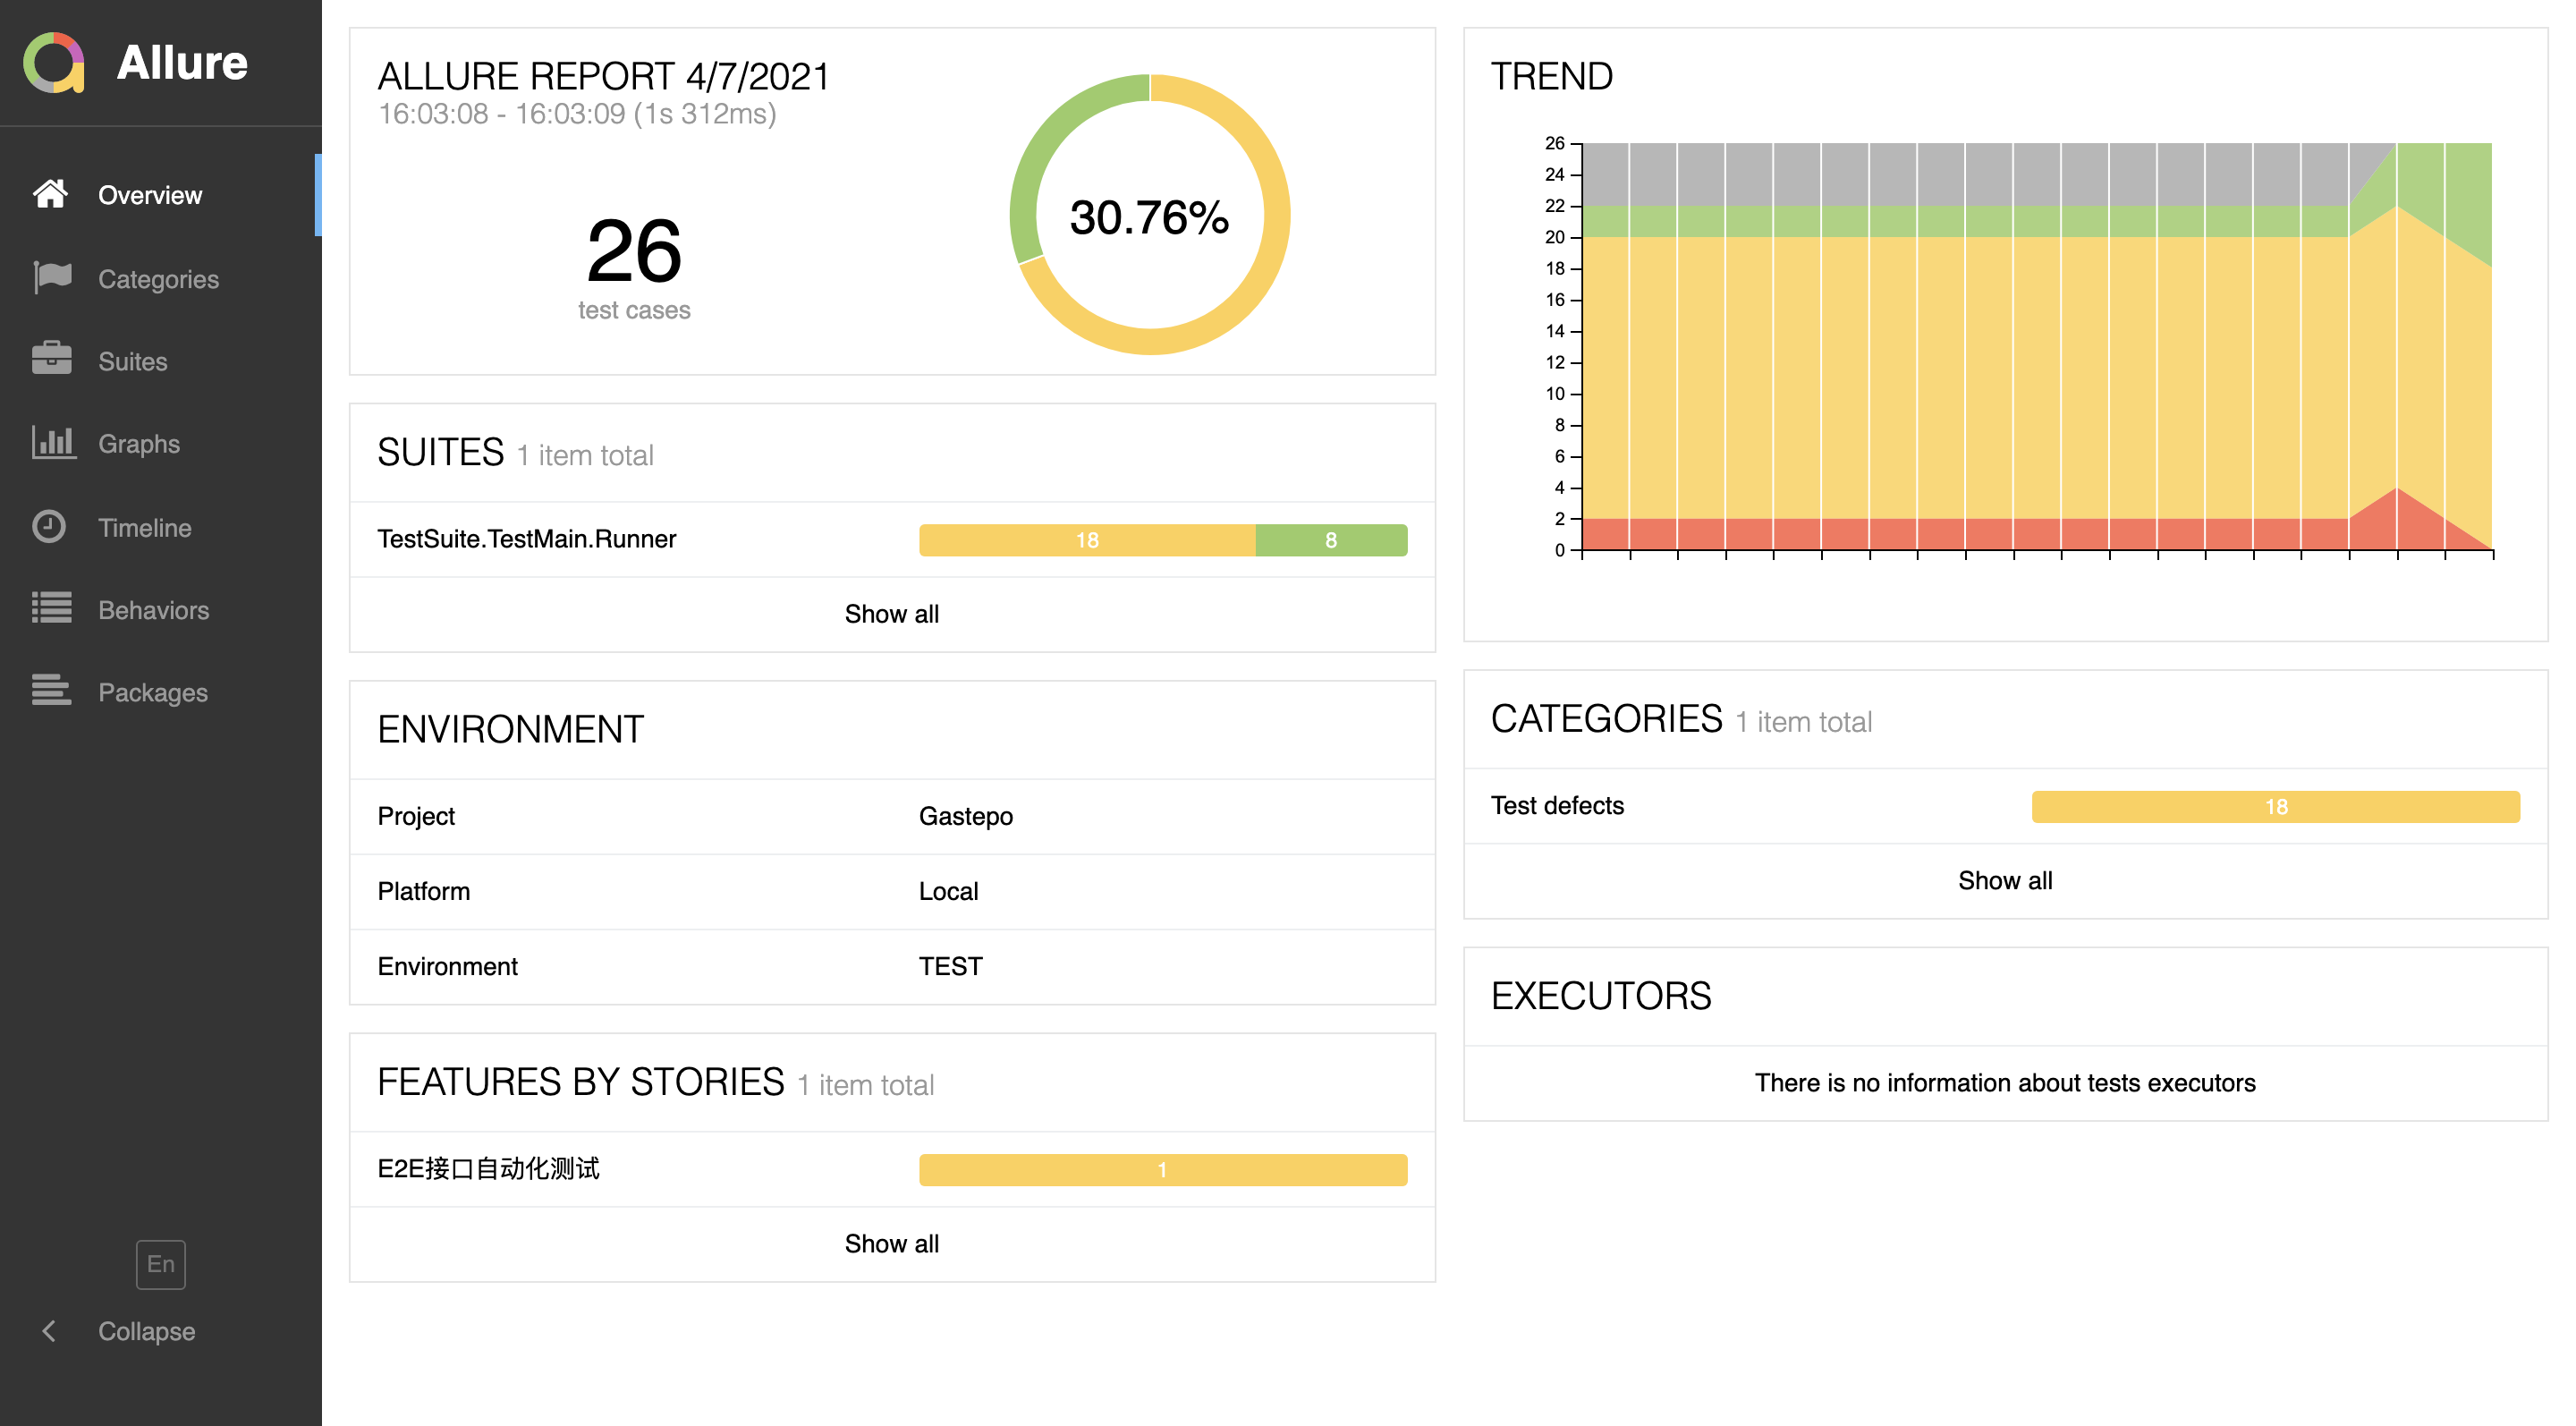 Allure
Overview
Categories
Suites
Graphs
Timeline
Behaviors
Packages
En
Collapse
ALLURE REPORT 4/7/2021
16:03:08 - 16:03:09 (1s 312ms)
26
test cases
30.76%
SUITES 1 item total
TestSuite.TestMain.Runner 18 8
Show all
ENVIRONMENT
Project Gastepo
Platform Local
Environment TEST
FEATURES BY STORIES 1 item total
E2E接口自动化测试 1
Show all
TREND
26
24
22
20
18
16
14
12
10
8
6
4
2
0
CATEGORIES 1 item total
Test defects 18
Show all
EXECUTORS
There is no information about tests executors